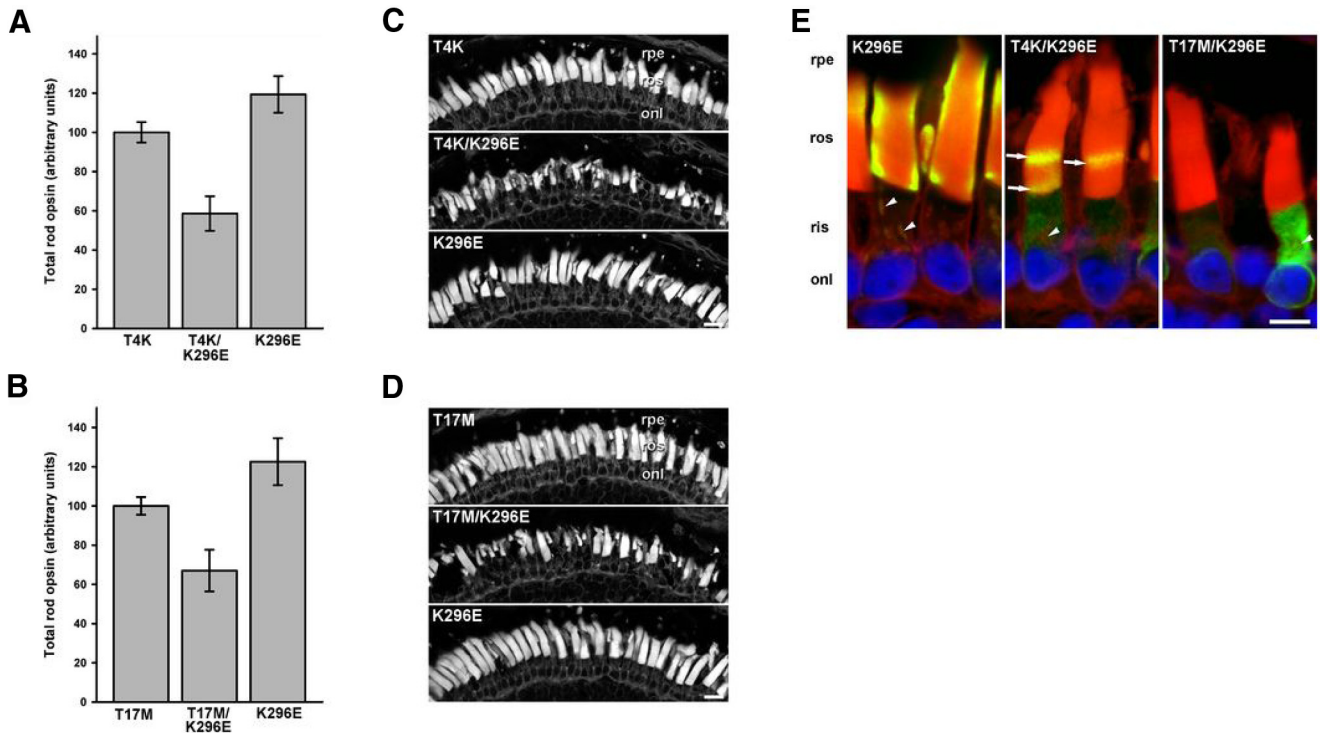 A
Total rod opsin (arbitrary units)
140
120
100
80
60
40
20
0
T4K
T4K/
K296E
K296E
B
Total rod opsin (arbitrary units)
140
120
100
80
60
40
20
0
T17M
T17M/
K296E
K296E
C
T4K
rpe
ros
onl
T4K/K296E
K296E
D
T17M
rpe
ros
onl
T17M/K296E
K296E
E
rpe
ros
ris
onl
K296E
T4K/K296E
T17M/K296E